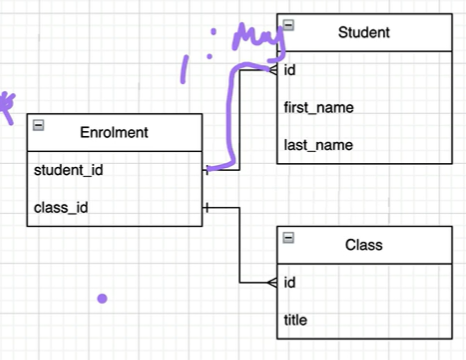 1 : Many
Student
id
first_name
last_name
Enrolment
student_id
class_id
Class
id
title